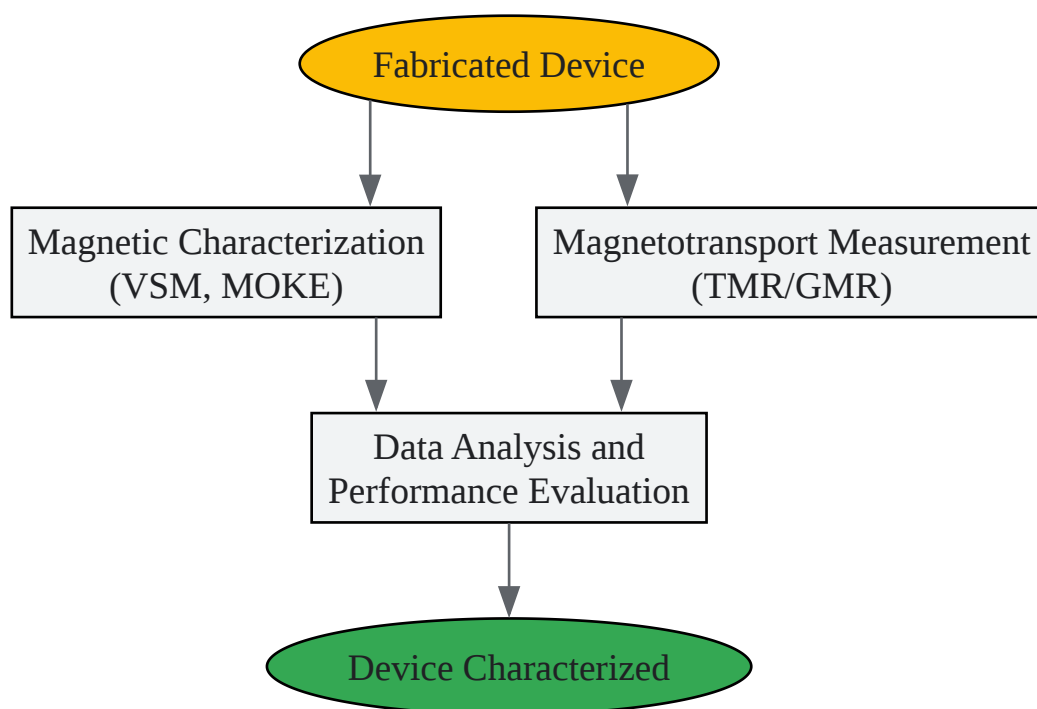 Fabricated Device
Magnetic Characterization
(VSM, MOKE)
Magnetotransport Measurement
(TMR/GMR)
Data Analysis and
Performance Evaluation
Device Characterized